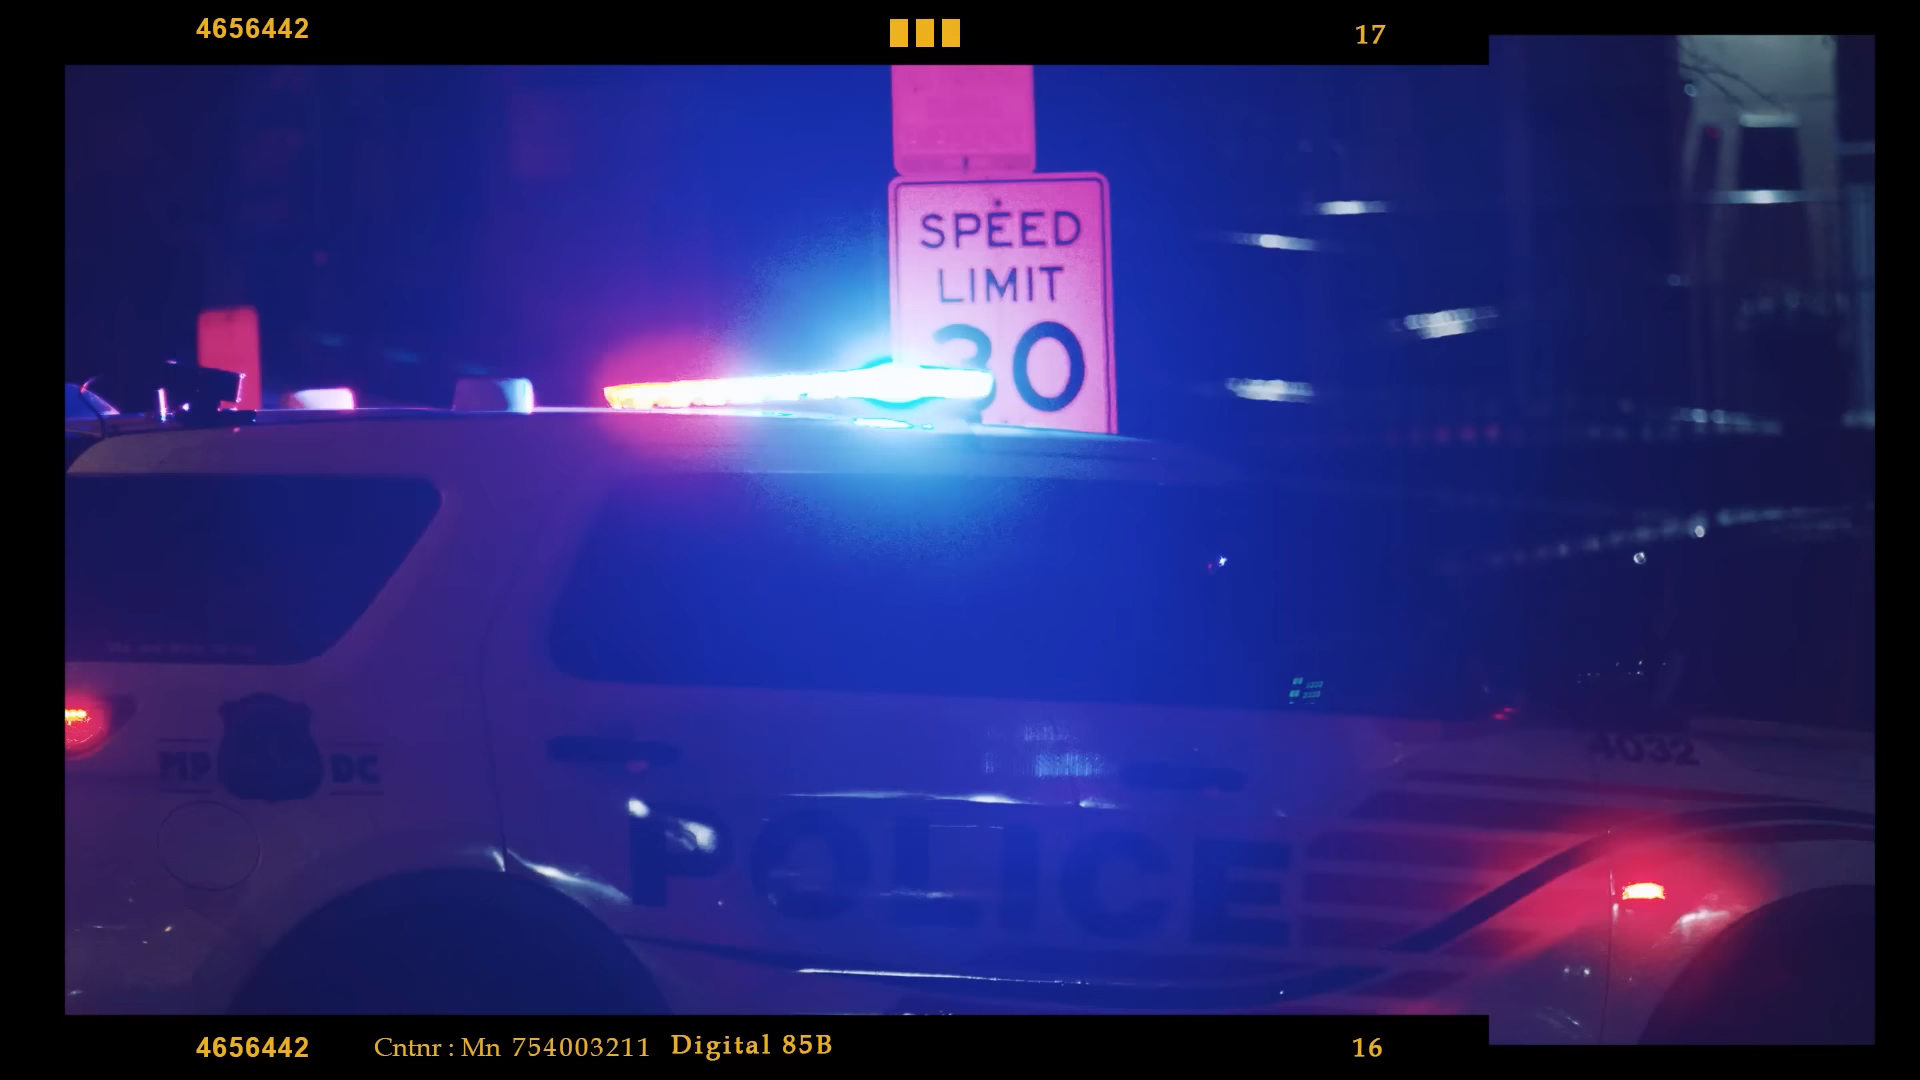 4656442
17
SPEED
LIMIT
30
4032
MP DC
POLICE
4656442 Cntnr : Mn 754003211 Digital 85B
16